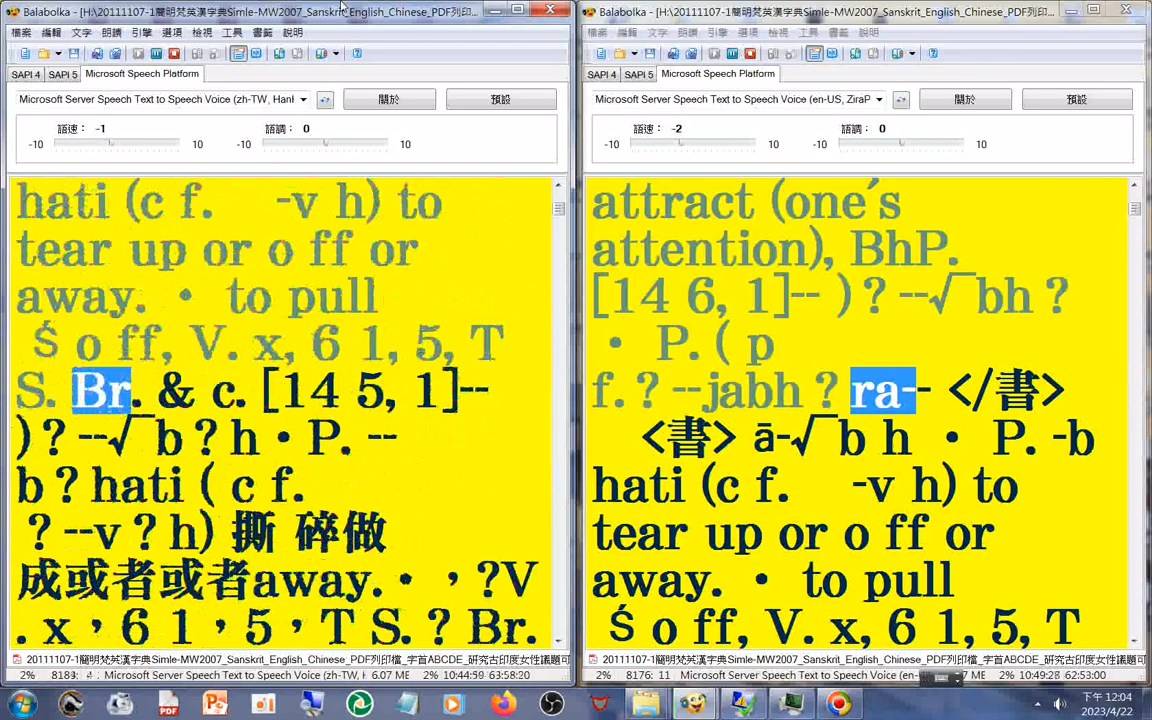 Balabolka - [H:\20111107-1簡明梵英漢字典Simle-MW2007_Sanskrit_English_Chinese_PDF列印...
檔案 編輯 文字 朗讀 引擎 選項 檢視 工具 書籤 說明
SAPI 4 SAPI 5 Microsoft Speech Platform
Microsoft Server Speech Text to Speech Voice (zh-TW, HanH
關於 預設
語速： -1 語調： 0
-10 10 -10 10
hati (c f. -v h) to
tear up or o ff or
away. • to pull
Ś o ff, V. x, 6 1, 5, T
S. Br. & c. [14 5, 1]--
)？--√ b？h • P. --
b？hati ( c f.
？--v？h) 撕 碎做
成或者或者away. • ，?V
. x，6 1，5，T S.？Br.
20111107-1簡明梵英漢字典Simle-MW2007_Sanskrit_English_Chinese_PDF列印檔_字首ABCDE_研究古印度女性議題可
2% 8183: 4 Microsoft Server Speech Text to Speech Voice (zh-TW, H 6.07 MB 2% 10:44:59 63:58:20
Balabolka - [H:\20111107-1簡明梵英漢字典Simle-MW2007_Sanskrit_English_Chinese_PDF列印...
檔案 編輯 文字 朗讀 引擎 選項 檢視 工具 書籤 說明
SAPI 4 SAPI 5 Microsoft Speech Platform
Microsoft Server Speech Text to Speech Voice (en-US, ZiraP
關於 預設
語速： -2 語調： 0
-10 10 -10 10
attract (one's
attention), BhP.
[14 6, 1]-- )？--√ bh？
• P. ( p
f.？--jabh？ra-- </書>
<書> ā-√ b h • P. -b
hati (c f. -v h) to
tear up or o ff or
away. • to pull
Ś o ff, V. x, 6 1, 5, T
20111107-1簡明梵英漢字典Simle-MW2007_Sanskrit_English_Chinese_PDF列印檔_字首ABCDE_研究古印度女性議題可
2% 8176: 11 Microsoft Server Speech Text to Speech Voice (en-US, 2% 10:49:28 62:53:00
下午 12:04
2023/4/22